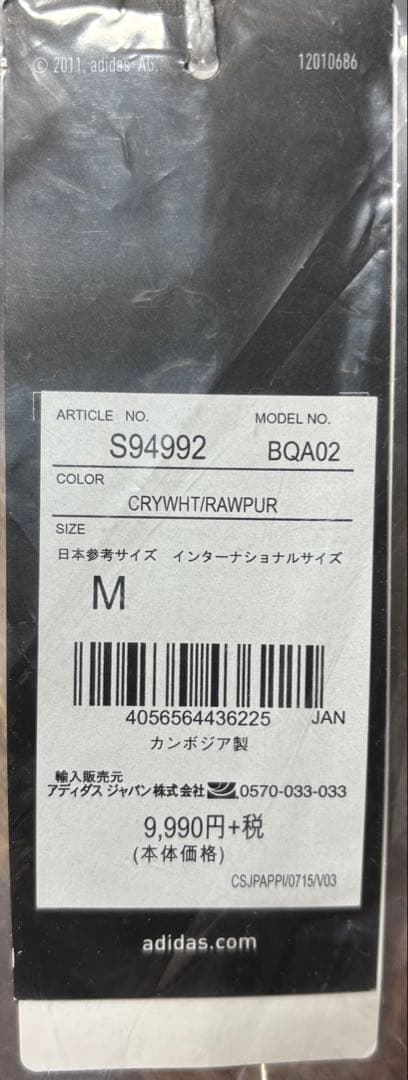 © 2011, adidas AG. 12010686
ARTICLE NO. MODEL NO.
S94992 BQA02
COLOR
CRYWHT/RAWPUR
SIZE
日本参考サイズ インターナショナルサイズ
M
4056564436225 JAN
カンボジア製
輸入販売元
アディダス ジャパン株式会社 0570-033-033
9,990円+税
(本体価格)
CSJPAPPI/0715/V03
adidas.com